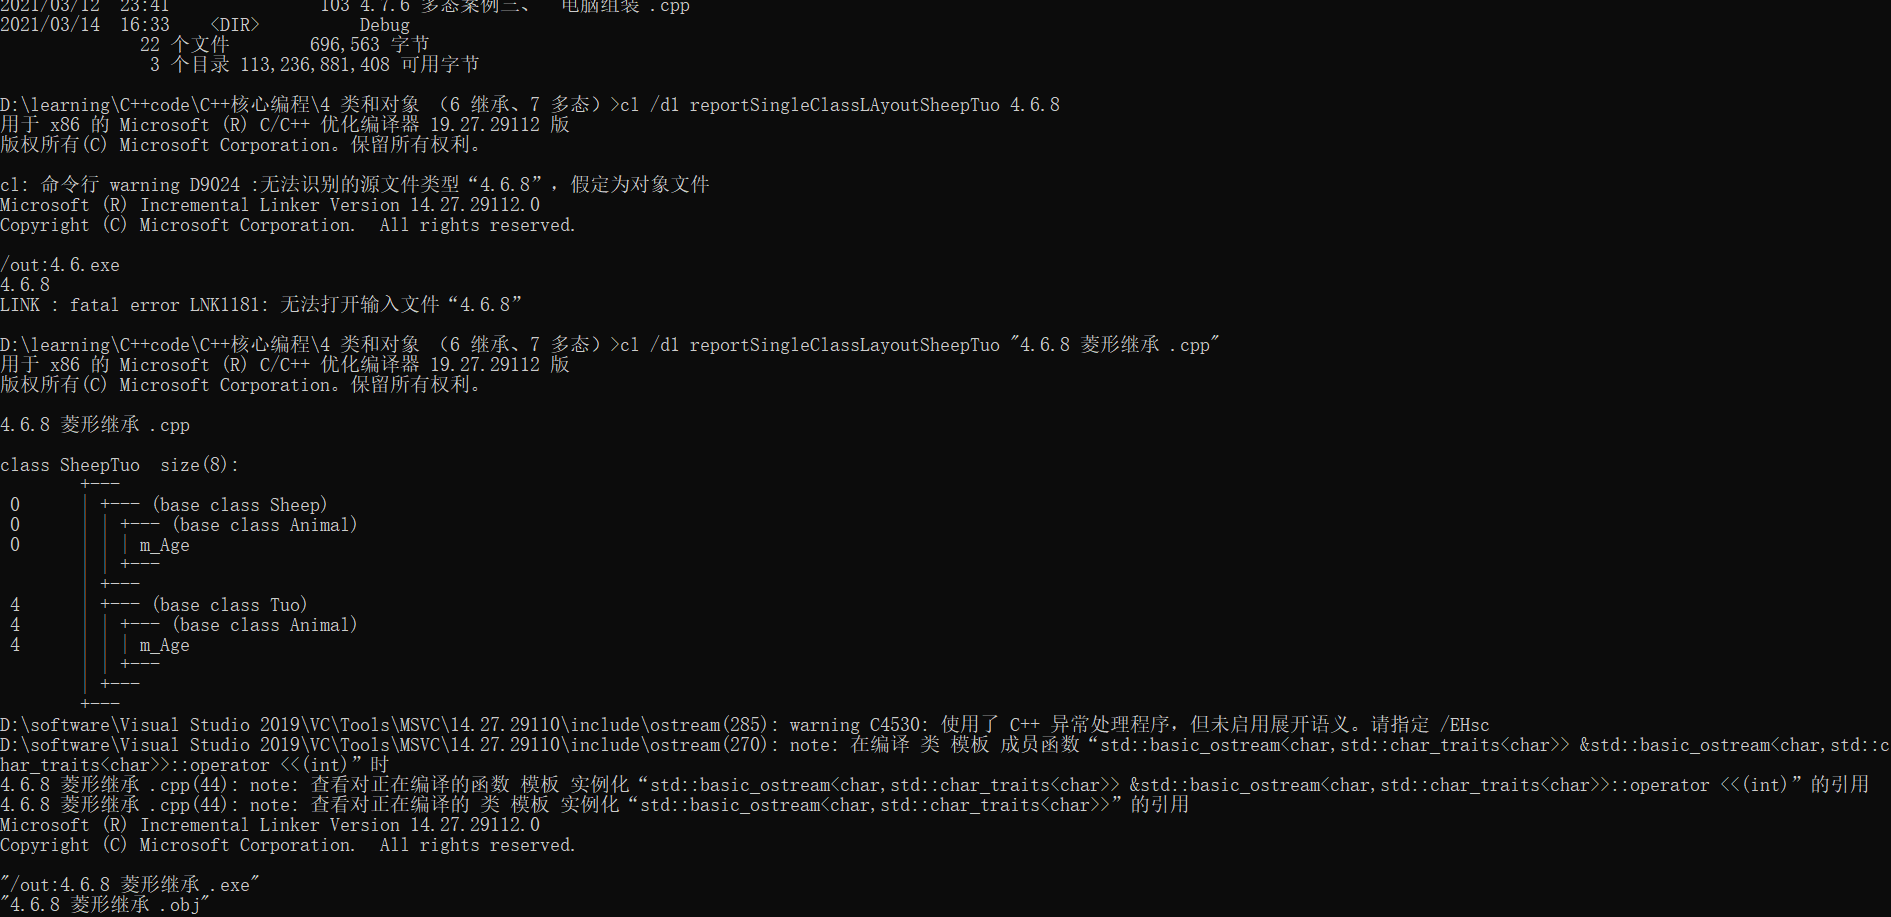 2021/03/12  23:41               103 4.7.6 多态案例三、  电脑组装 .cpp
2021/03/14  16:33    <DIR>          Debug
              22 个文件        696,563 字节
               3 个目录 113,236,881,408 可用字节
D:\learning\C++code\C++核心编程\4 类和对象 （6 继承、7 多态）>cl /d1 reportSingleClassLAyoutSheepTuo 4.6.8
用于 x86 的 Microsoft (R) C/C++ 优化编译器 19.27.29112 版
版权所有(C) Microsoft Corporation。保留所有权利。
cl: 命令行 warning D9024 :无法识别的源文件类型“4.6.8”，假定为对象文件
Microsoft (R) Incremental Linker Version 14.27.29112.0
Copyright (C) Microsoft Corporation.  All rights reserved.
/out:4.6.exe
4.6.8
LINK : fatal error LNK1181: 无法打开输入文件“4.6.8”
D:\learning\C++code\C++核心编程\4 类和对象 （6 继承、7 多态）>cl /d1 reportSingleClassLayoutSheepTuo "4.6.8 菱形继承 .cpp"
用于 x86 的 Microsoft (R) C/C++ 优化编译器 19.27.29112 版
版权所有(C) Microsoft Corporation。保留所有权利。
4.6.8 菱形继承 .cpp
class SheepTuo  size(8):
        +---
 0      | +--- (base class Sheep)
 0      | | +--- (base class Animal)
 0      | | | m_Age
        | | +---
        | +---
 4      | +--- (base class Tuo)
 4      | | +--- (base class Animal)
 4      | | | m_Age
        | | +---
        | +---
        +---
D:\software\Visual Studio 2019\VC\Tools\MSVC\14.27.29110\include\ostream(285): warning C4530: 使用了 C++ 异常处理程序，但未启用展开语义。请指定 /EHsc
D:\software\Visual Studio 2019\VC\Tools\MSVC\14.27.29110\include\ostream(270): note: 在编译 类 模板 成员函数“std::basic_ostream<char,std::char_traits<char>> &std::basic_ostream<char,std::c
har_traits<char>>::operator <<(int)”时
4.6.8 菱形继承 .cpp(44): note: 查看对正在编译的函数 模板 实例化“std::basic_ostream<char,std::char_traits<char>> &std::basic_ostream<char,std::char_traits<char>>::operator <<(int)”的引用
4.6.8 菱形继承 .cpp(44): note: 查看对正在编译的 类 模板 实例化“std::basic_ostream<char,std::char_traits<char>>”的引用
Microsoft (R) Incremental Linker Version 14.27.29112.0
Copyright (C) Microsoft Corporation.  All rights reserved.
"/out:4.6.8 菱形继承 .exe"
"4.6.8 菱形继承 .obj"